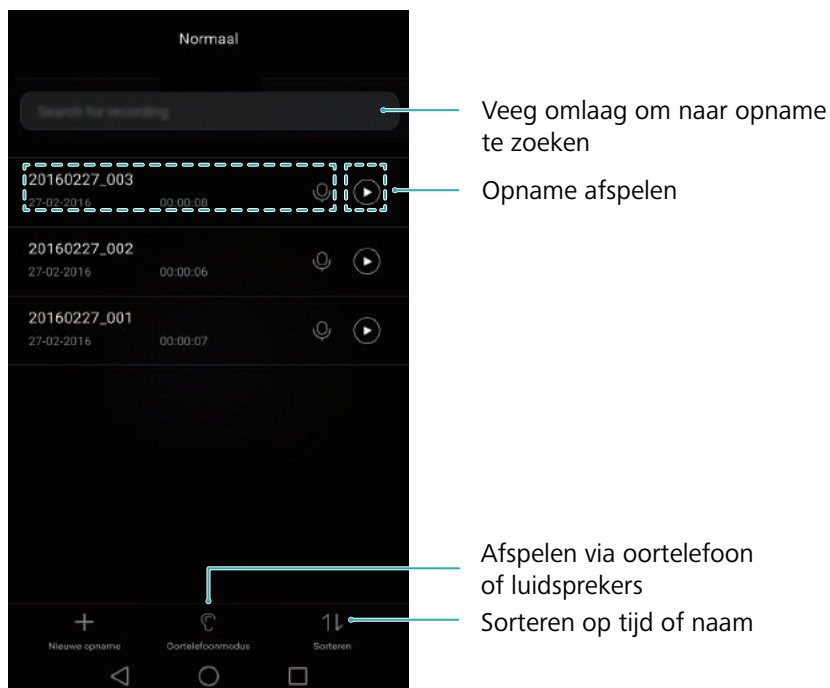 Normaal
Search for recording
Veeg omlaag om naar opname
te zoeken
20160227_003
27-02-2016 00:00:08
Opname afspelen
20160227_002
27-02-2016 00:00:06
20160227_001
27-02-2016 00:00:07
Afspelen via oortelefoon
of luidsprekers
Sorteren op tijd of naam
Nieuwe opname Oortelefoonmodus Sorteren